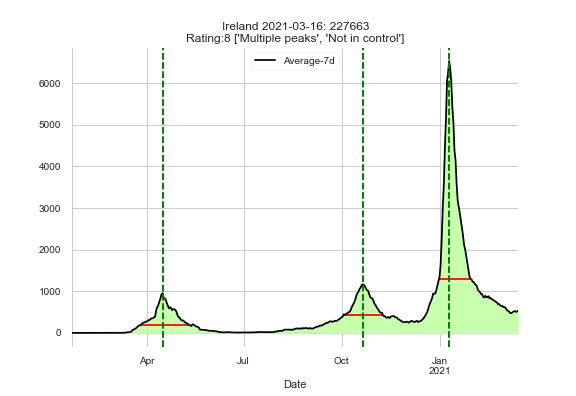 Ireland 2021-03-16: 227663
Rating:8 ['Multiple peaks', 'Not in control']
Average-7d
6000
5000
4000
3000
2000
1000
0
Apr
Jul
Oct
Jan
2021
Date